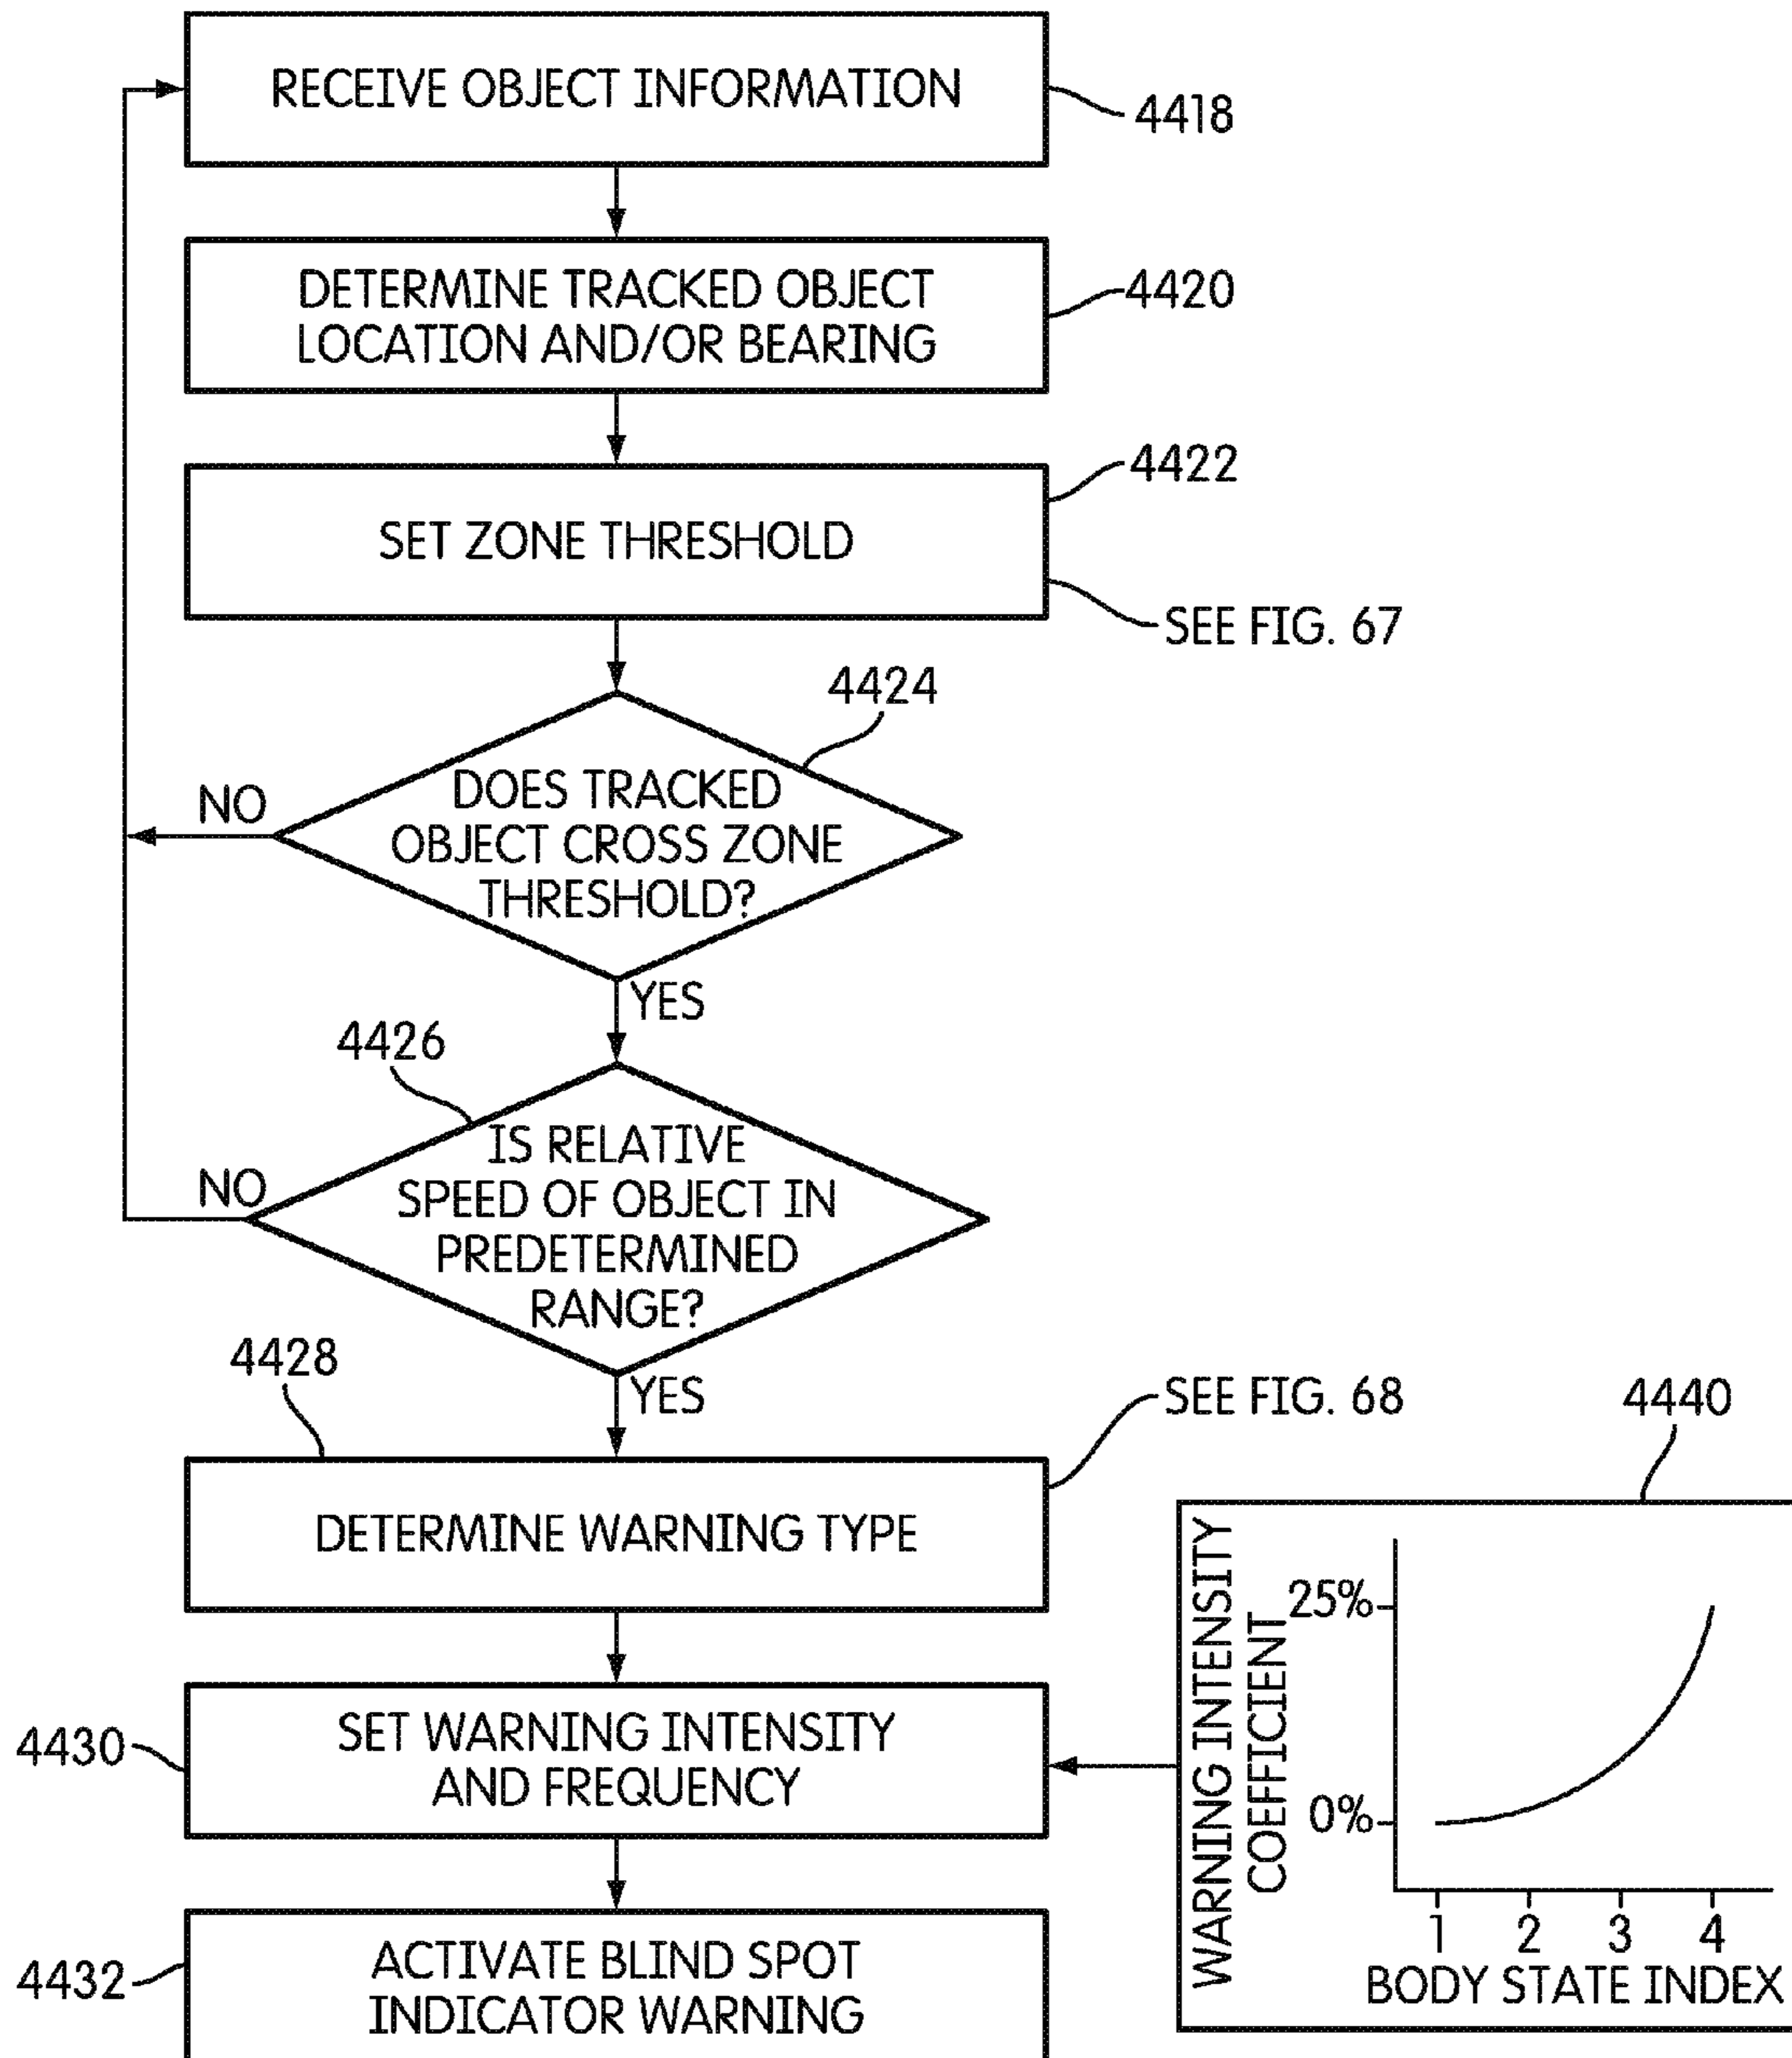 RECEIVE OBJECT INFORMATION
4418
DETERMINE TRACKED OBJECT
LOCATION AND/OR BEARING
4420
4422
SET ZONE THRESHOLD
SEE FIG. 67
4424
DOES TRACKED
OBJECT CROSS ZONE
THRESHOLD?
NO
YES
4426
IS RELATIVE
SPEED OF OBJECT IN
PREDETERMINED
RANGE?
NO
YES
4428
SEE FIG. 68
DETERMINE WARNING TYPE
4440
WARNING INTENSITY
COEFFICIENT
25%
0%
1 2 3 4
BODY STATE INDEX
4430
SET WARNING INTENSITY
AND FREQUENCY
4432
ACTIVATE BLIND SPOT
INDICATOR WARNING